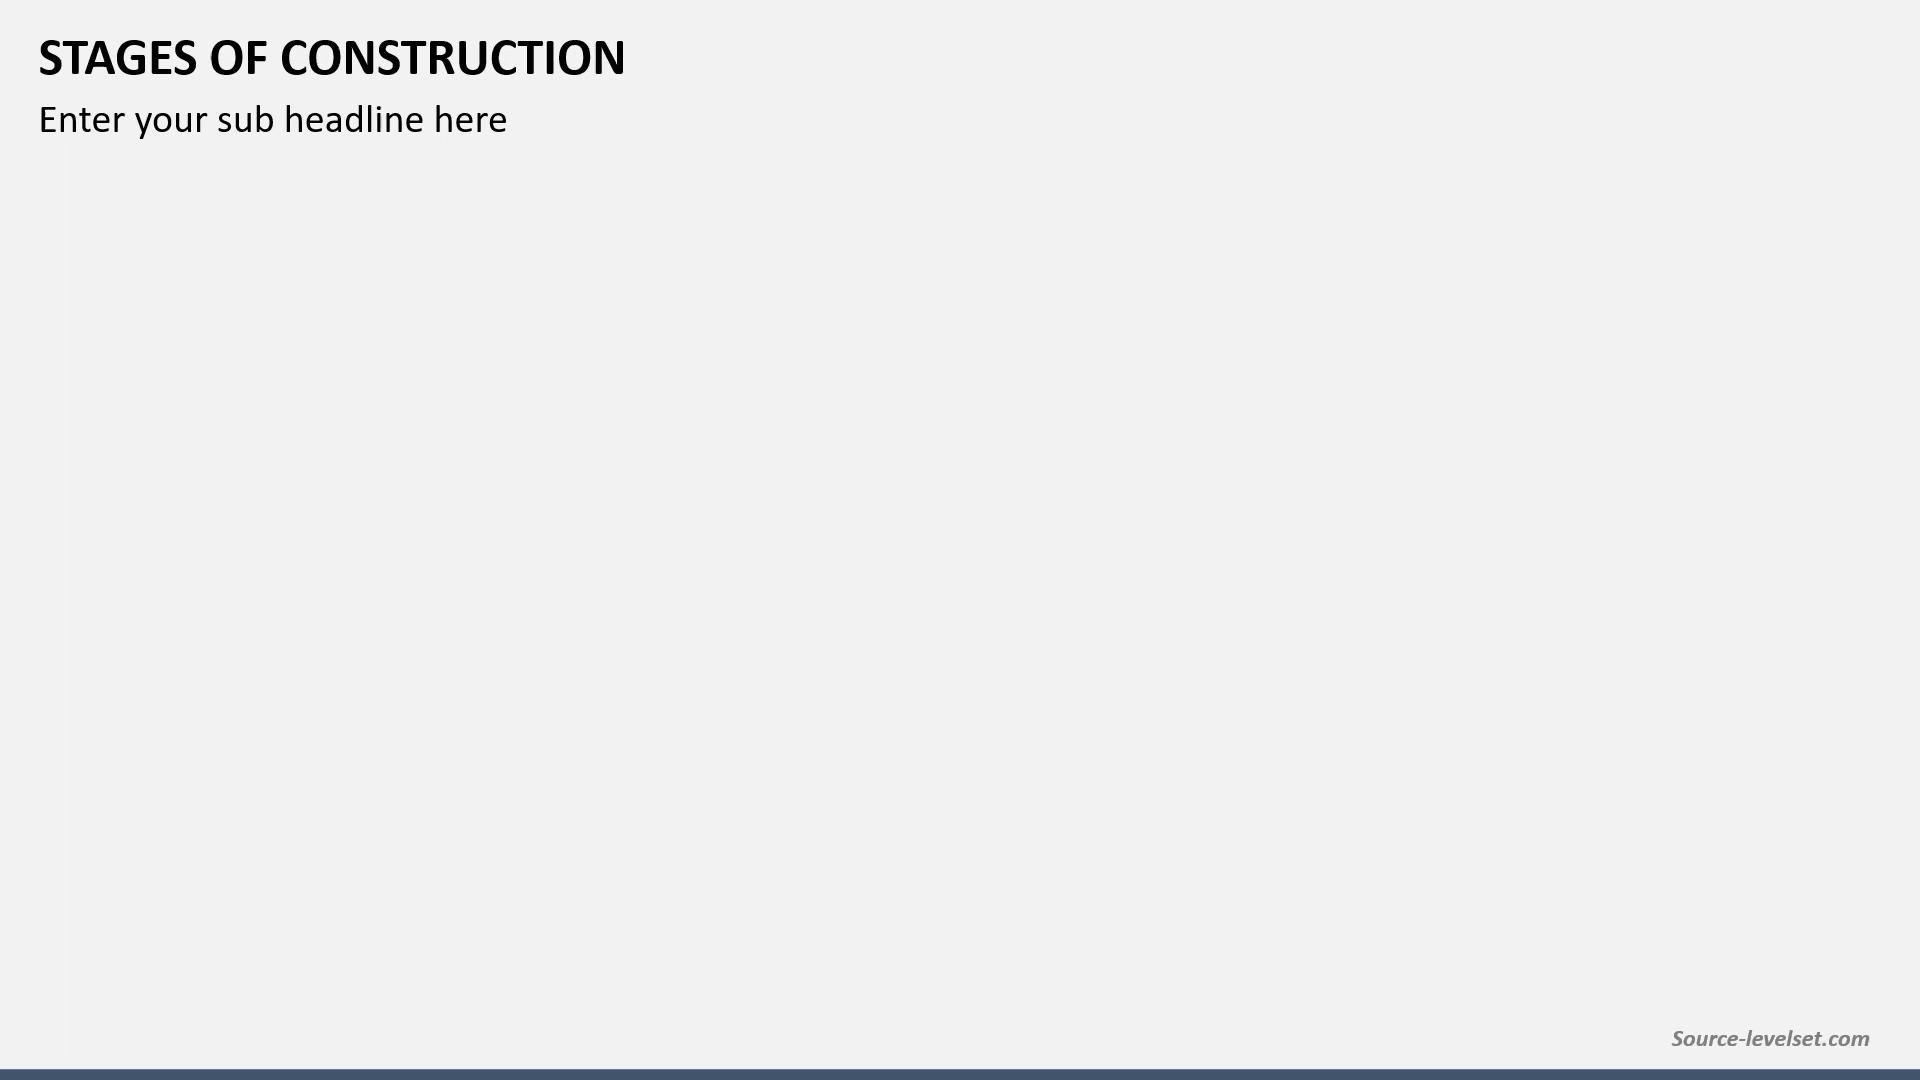 STAGES OF CONSTRUCTION
Enter your sub headline here
Source-levelset.com